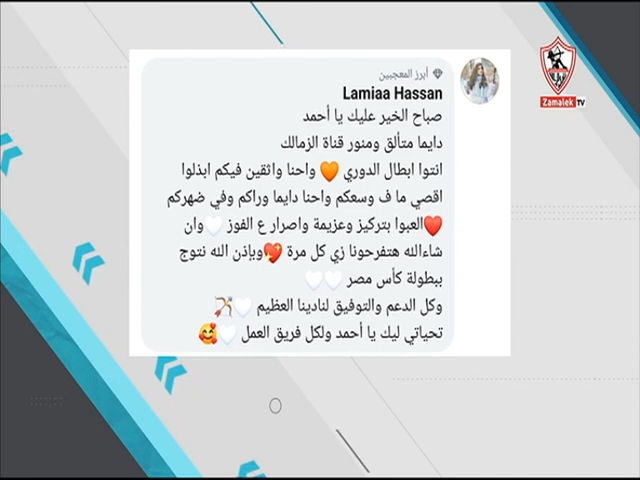 Zamalek TV
أبرز المعجبين
Lamiaa Hassan
صباح الخير عليك يا أحمد
دايما متألق ومنور قناة الزمالك
انتوا ابطال الدوري 🧡 واحنا واثقين فيكم ابذلوا
اقصي ما ف وسعكم واحنا دايما وراكم وفي ضهركم
❤️العبوا بتركيز وعزيمة واصرار ع الفوز 🤍وان
شاءالله هتفرحونا زي كل مرة 💖وبإذن الله نتوج
ببطولة كأس مصر 🤍🤍
وكل الدعم والتوفيق لنادينا العظيم 🤍🏹
تحياتي ليك يا أحمد ولكل فريق العمل 🤍🥰